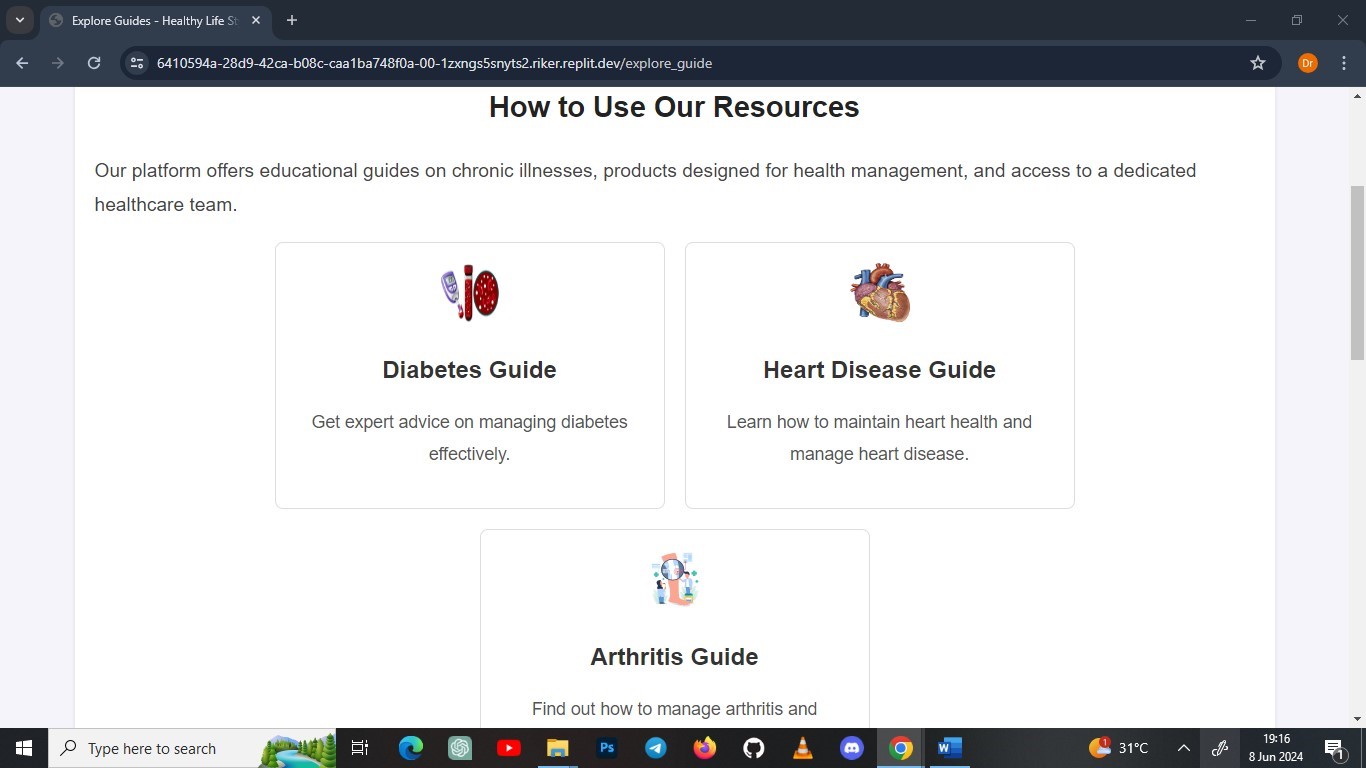 Explore Guides - Healthy Life St
6410594a-28d9-42ca-b08c-caa1ba748f0a-00-1zxngs5snyts2.riker.replit.dev/explore_guide
Dr
How to Use Our Resources
Our platform offers educational guides on chronic illnesses, products designed for health management, and access to a dedicated
healthcare team.
Diabetes Guide
Get expert advice on managing diabetes
effectively.
Heart Disease Guide
Learn how to maintain heart health and
manage heart disease.
Arthritis Guide
Find out how to manage arthritis and
Type here to search
Ps
W
1
31°C
19:16
8 Jun 2024
1